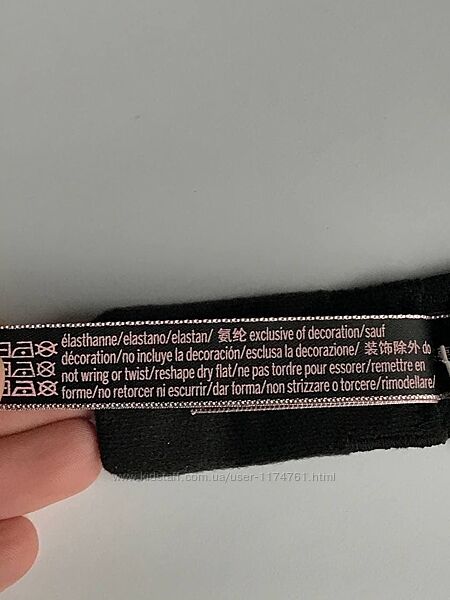 élasthanne/elastano/elastan/ 氨纶 exclusive of decoration/sauf
décoration/no incluye la decoración/esclusa la decorazione/ 装饰除外 do
not wring or twist/reshape dry flat/ne pas tordre pour essorer/remettre en
forme/no retorcer ni escurrir/dar forma/non strizzare o torcere/rimodellare/
www.kidstaff.com.ua/user-1174761.html